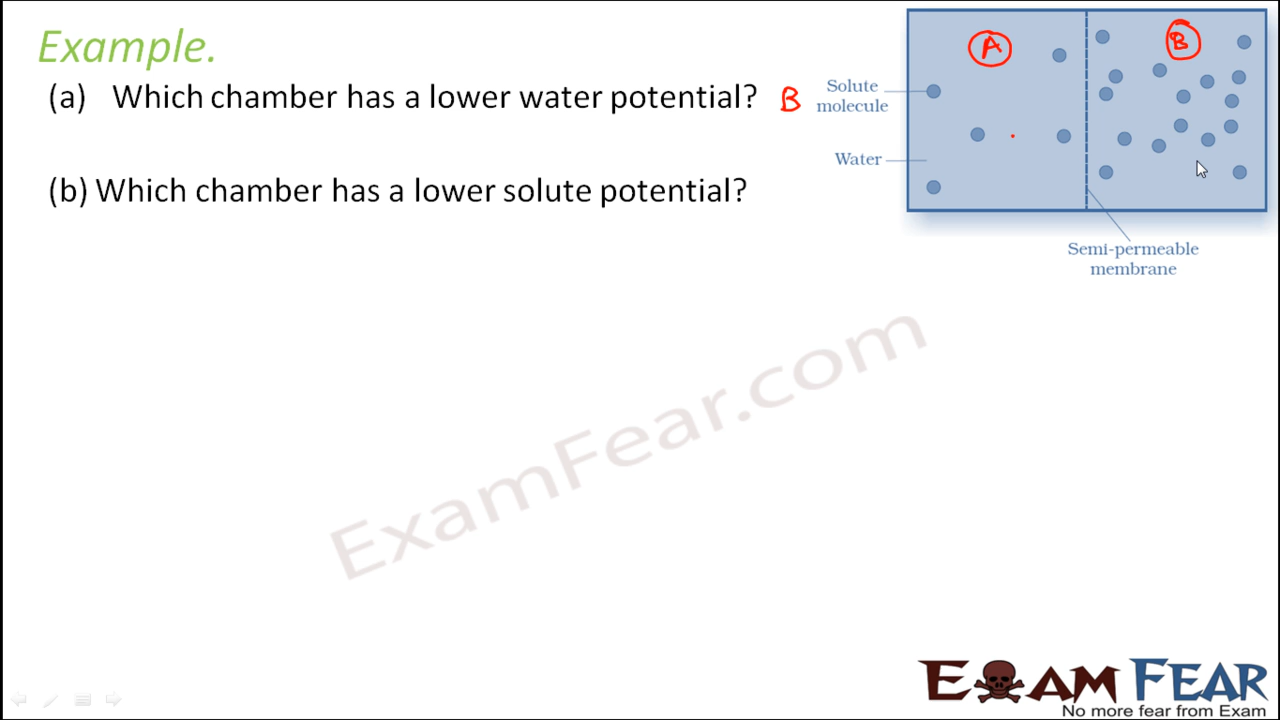 Example.
(a) Which chamber has a lower water potential? B
(b) Which chamber has a lower solute potential?
A
B
Solute
molecule
Water
Semi-permeable
membrane
ExamFear.com
EXAM FEAR
No more fear from Exam